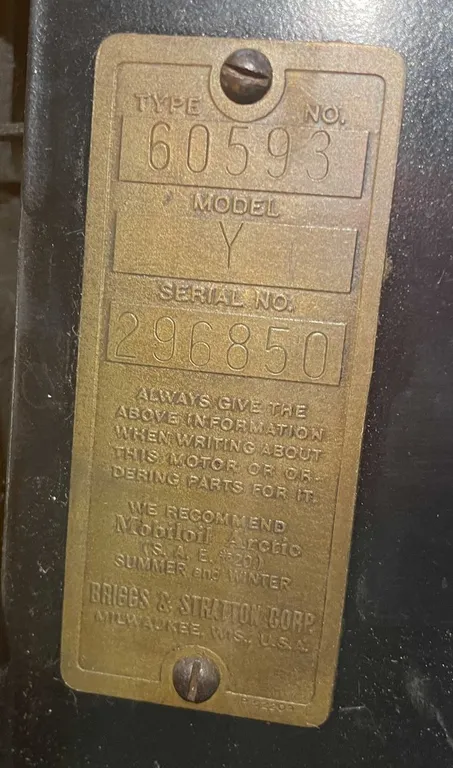 TYPE NO.
60593
MODEL
Y
SERIAL NO.
296850
ALWAYS GIVE THE
ABOVE INFORMATION
WHEN WRITING ABOUT
THIS MOTOR OR OR-
DERING PARTS FOR IT.
WE RECOMMEND
Mobiloil Arctic
(S. A. E. #20)
SUMMER and WINTER
BRIGGS & STRATTON CORP
MILWAUKEE, WIS., U.S.A.